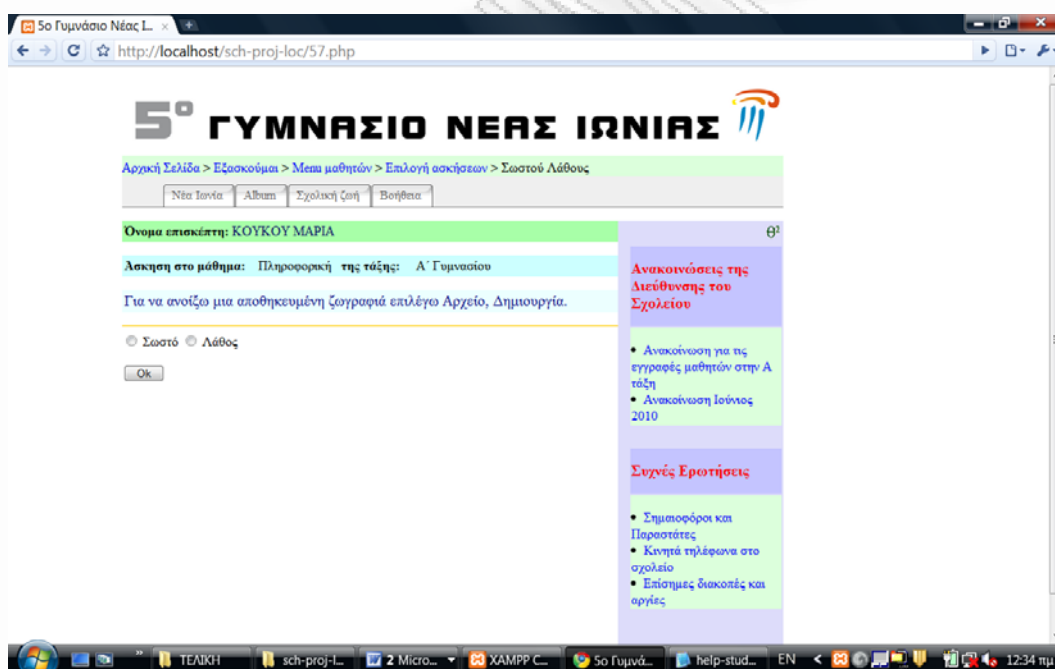 5ο Γυμνάσιο Νέας Ι...
http://localhost/sch-proj-loc/57.php
5° ΓΥΜΝΑΣΙΟ ΝΕΑΣ ΙΩΝΙΑΣ
Αρχική Σελίδα > Εξασκούμαι > Menu μαθητών > Επιλογή ασκήσεων > Σωστού Λάθους
Νέα Ιωνία Album Σχολική ζωή Βοήθεια
Όνομα επισκέπτη: ΚΟΥΚΟΥ ΜΑΡΙΑ
Άσκηση στο μάθημα: Πληροφορική της τάξης: Α΄ Γυμνασίου
Για να ανοίξω μια αποθηκευμένη ζωγραφιά επιλέγω Αρχείο, Δημιουργία.
Σωστό Λάθος
Ok
θ²
Ανακοινώσεις της
Διεύθυνσης του
Σχολείου
• Ανακοίνωση για τις
εγγραφές μαθητών στην Α
τάξη
• Ανακοίνωση Ιούνιος
2010
Συχνές Ερωτήσεις
• Σημαιοφόροι και
Παραστάτες
• Κινητά τηλέφωνα στο
σχολείο
• Επίσημες διακοπές και
αργίες
ΤΕΛΙΚΗ sch-proj-l... 2 Micro... XAMPP C... 5ο Γυμνά... help-stud... EN 12:34 πμ